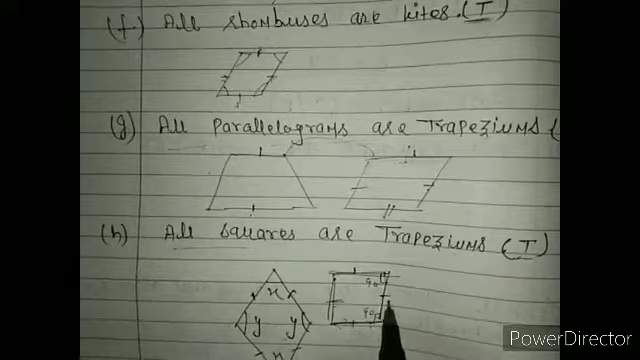 (f) All rhombuses are kites. (T)
(g) All parallelograms are Trapeziums (
(h) All squares are Trapeziums (T)
x
y y
x
90°
90°
PowerDirector